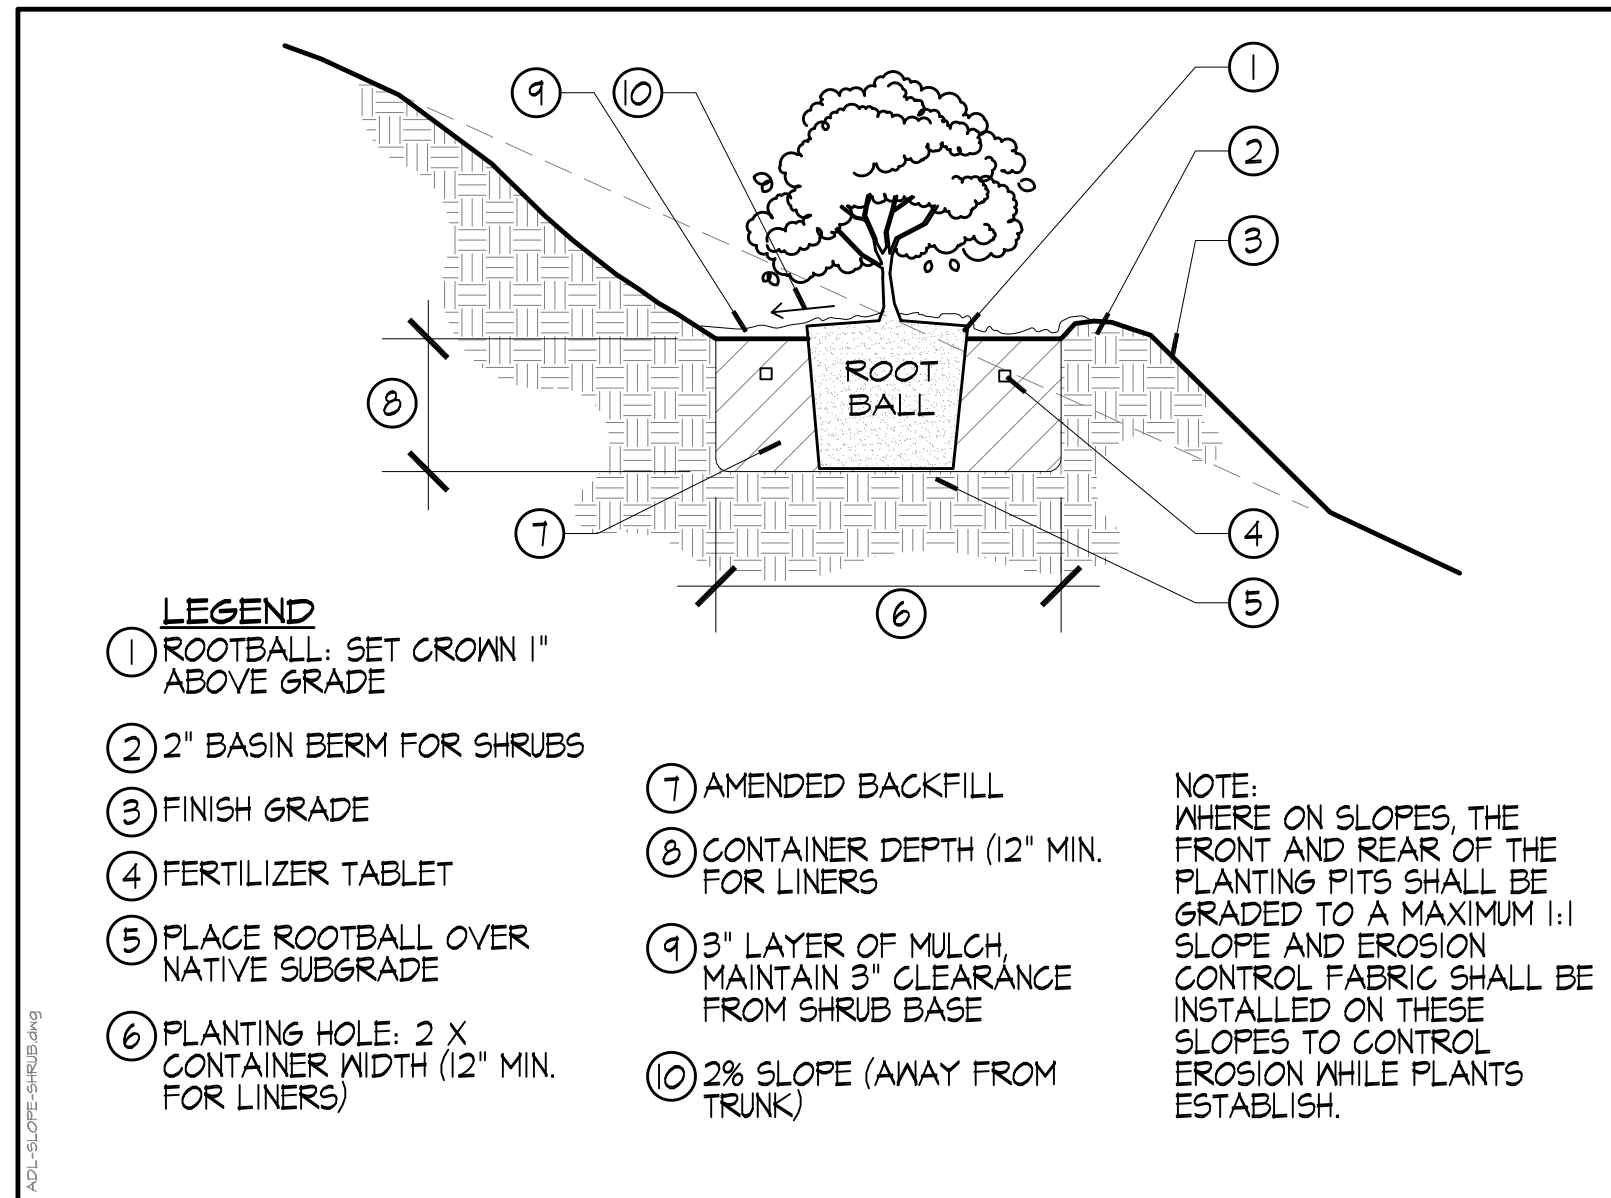 9
10
1
2
3
ROOT
BALL
8
7
4
5
6
LEGEND
1 ROOTBALL: SET CROWN 1"
ABOVE GRADE
2 2" BASIN BERM FOR SHRUBS
3 FINISH GRADE
4 FERTILIZER TABLET
5 PLACE ROOTBALL OVER
NATIVE SUBGRADE
6 PLANTING HOLE: 2 X
CONTAINER WIDTH (12" MIN.
FOR LINERS)
7 AMENDED BACKFILL
8 CONTAINER DEPTH (12" MIN.
FOR LINERS
9 3" LAYER OF MULCH,
MAINTAIN 3" CLEARANCE
FROM SHRUB BASE
10 2% SLOPE (AWAY FROM
TRUNK)
NOTE:
WHERE ON SLOPES, THE
FRONT AND REAR OF THE
PLANTING PITS SHALL BE
GRADED TO A MAXIMUM 1:1
SLOPE AND EROSION
CONTROL FABRIC SHALL BE
INSTALLED ON THESE
SLOPES TO CONTROL
EROSION WHILE PLANTS
ESTABLISH.
ADL-SLOPE-SHRUB.dwg